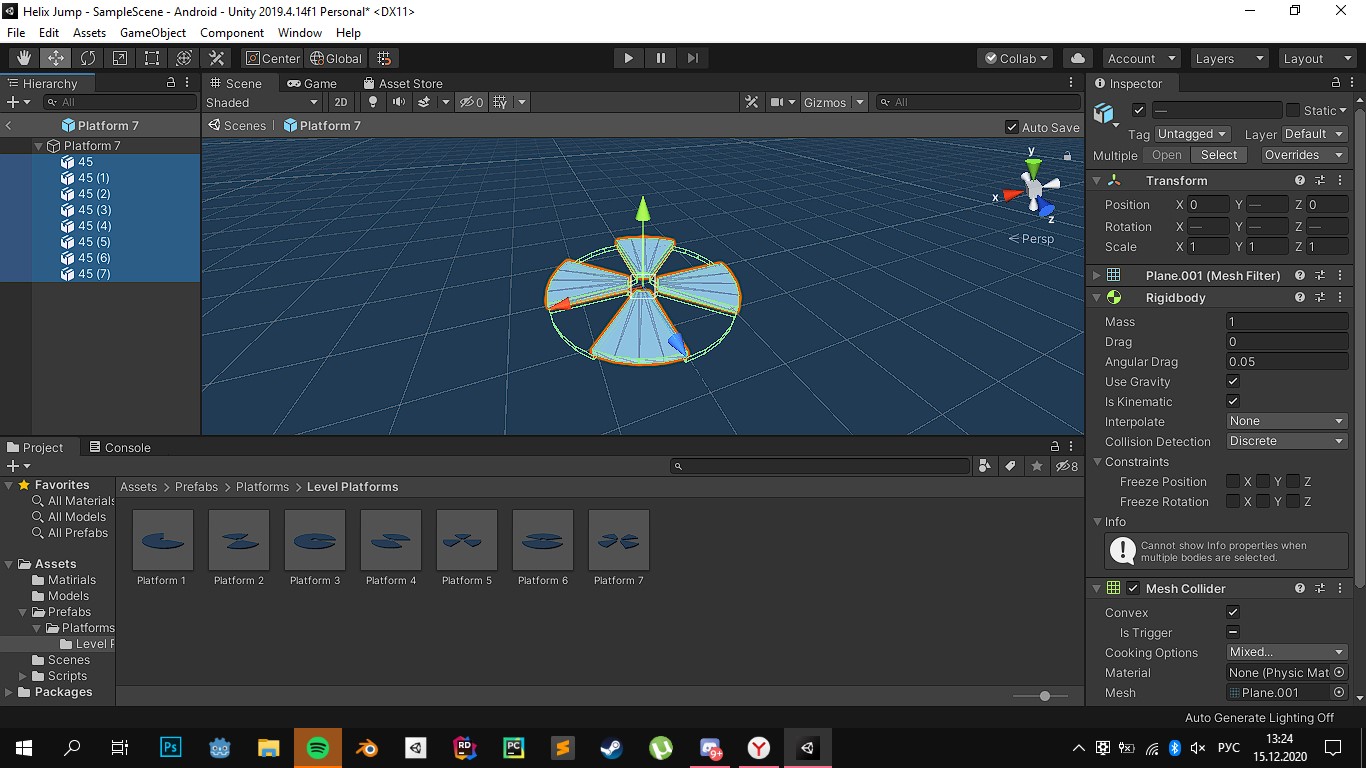 Helix Jump - SampleScene - Android - Unity 2019.4.14f1 Personal* <DX11>
File Edit Assets GameObject Component Window Help
Center Global Collab Account Layers Layout
Hierarchy
All
Platform 7
Platform 7
45
45 (1)
45 (2)
45 (3)
45 (4)
45 (5)
45 (6)
45 (7)
Scene Game Asset Store
Shaded 2D 0 Gizmos All
Scenes Platform 7 Auto Save
y
x
z
Persp
Project Console
8
Favorites
All Materials
All Models
All Prefabs
Assets
Matirials
Models
Prefabs
Platforms
Level P
Scenes
Scripts
Packages
Assets > Prefabs > Platforms > Level Platforms
Platform 1 Platform 2 Platform 3 Platform 4 Platform 5 Platform 6 Platform 7
Inspector
— Static
Tag Untagged Layer Default
Multiple Open Select Overrides
Transform
Position X 0 Y — Z 0
Rotation X — Y — Z —
Scale X 1 Y 1 Z 1
Plane.001 (Mesh Filter)
Rigidbody
Mass 1
Drag 0
Angular Drag 0.05
Use Gravity
Is Kinematic
Interpolate None
Collision Detection Discrete
Constraints
Freeze Position X Y Z
Freeze Rotation X Y Z
Info
Cannot show Info properties when
multiple bodies are selected.
Mesh Collider
Convex
Is Trigger
Cooking Options Mixed...
Material None (Physic Mat
Mesh Plane.001
Auto Generate Lighting Off
Ps RD PC 9+ Y РУС 13:24
15.12.2020